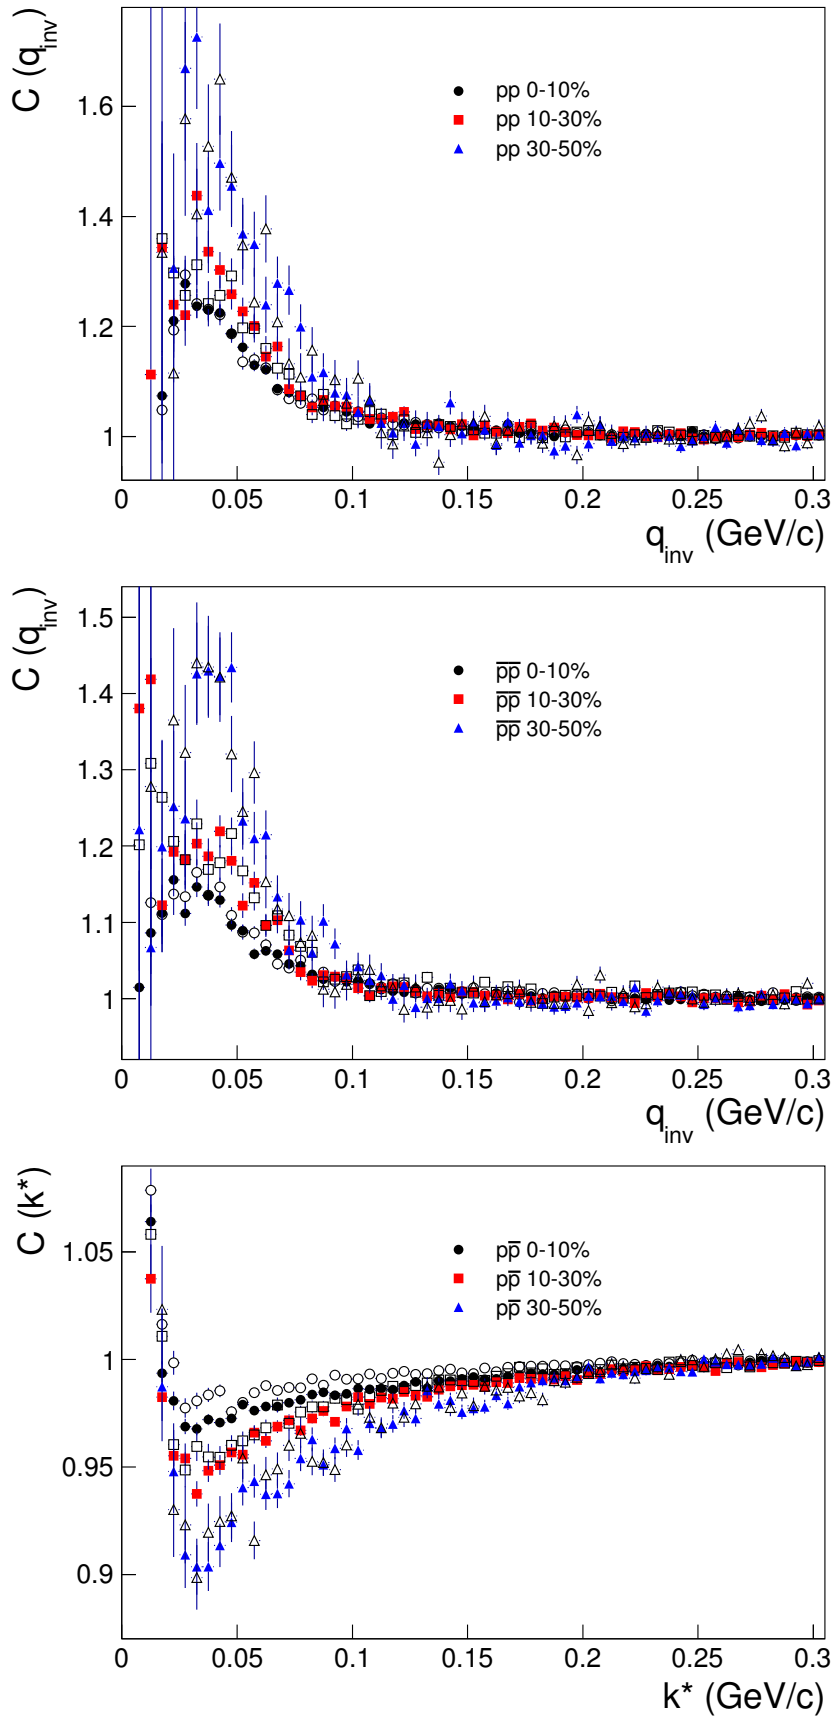 C (q_inv)
1.6
1.4
1.2
1
pp 0-10%
pp 10-30%
pp 30-50%
0 0.05 0.1 0.15 0.2 0.25 0.3
q_inv (GeV/c)
C (q_inv)
1.5
1.4
1.3
1.2
1.1
1
p̅p̅ 0-10%
p̅p̅ 10-30%
p̅p̅ 30-50%
0 0.05 0.1 0.15 0.2 0.25 0.3
q_inv (GeV/c)
C (k*)
1.05
1
0.95
0.9
pp̅ 0-10%
pp̅ 10-30%
pp̅ 30-50%
0 0.05 0.1 0.15 0.2 0.25 0.3
k* (GeV/c)